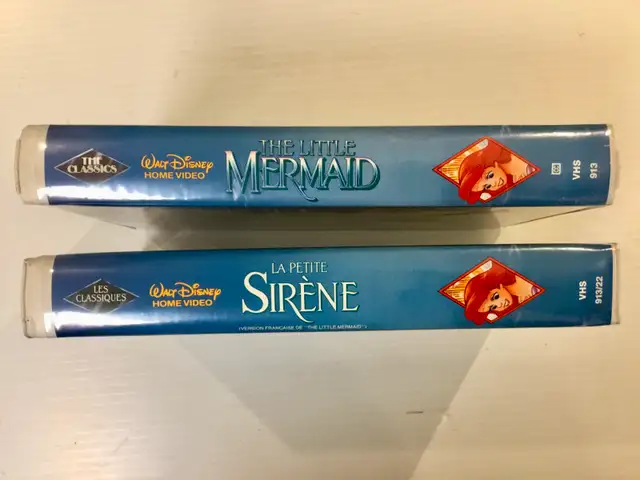 THE
CLASSICS
WALT DISNEY
HOME VIDEO
THE LITTLE
MERMAID
VHS
913
LES
CLASSIQUES
WALT DISNEY
HOME VIDEO
LA PETITE
SIRÈNE
(VERSION FRANÇAISE DE "THE LITTLE MERMAID")
VHS
913/22